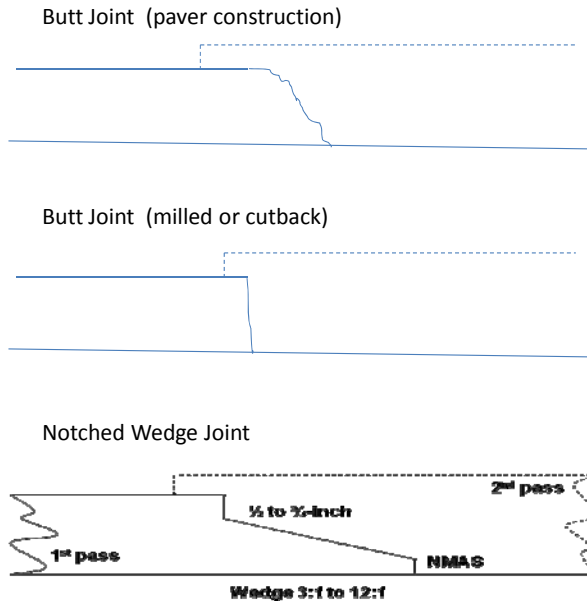 Butt Joint (paver construction)
Butt Joint (milled or cutback)
Notched Wedge Joint
2nd pass
½ to ¾-inch
1st pass
NMAS
Wedge 3:1 to 12:1